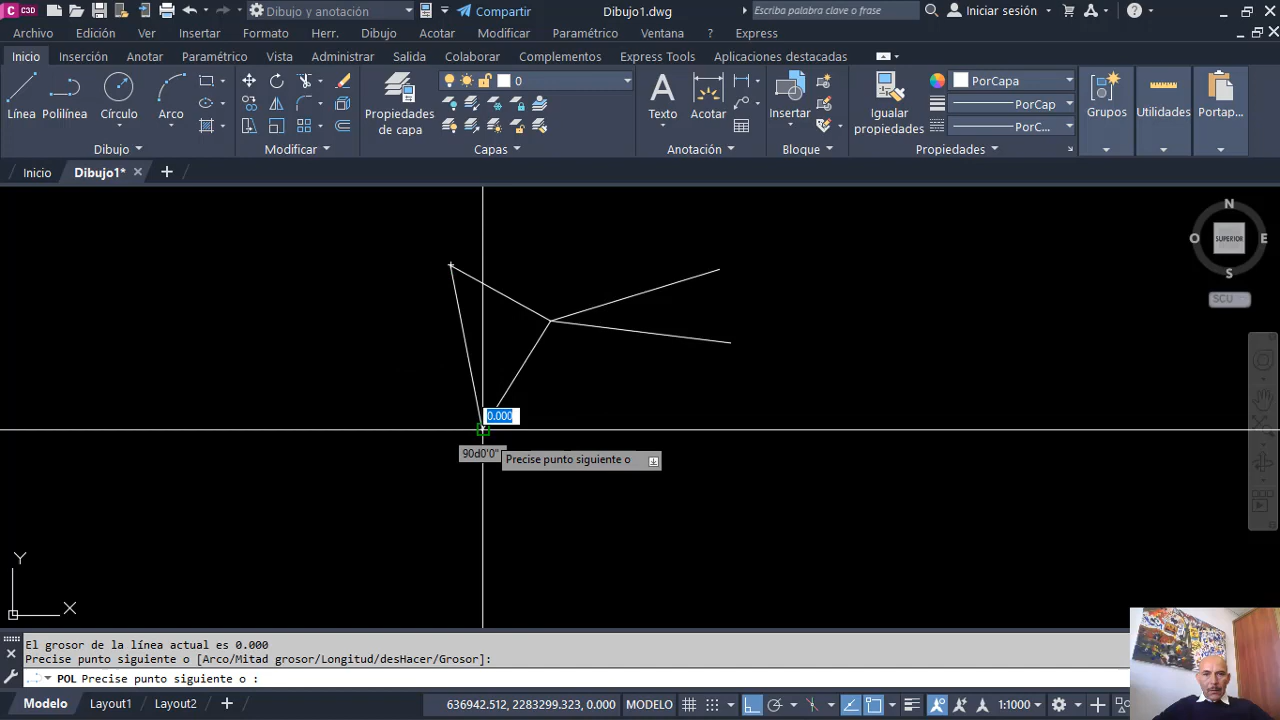 C3D
Dibujo y anotación
Compartir
Dibujo1.dwg
Escriba palabra clave o frase
Iniciar sesión
?
Archivo Edición Ver Insertar Formato Herr. Dibujo Acotar Modificar Paramétrico Ventana ? Express
Inicio Inserción Anotar Paramétrico Vista Administrar Salida Colaborar Complementos Express Tools Aplicaciones destacadas
Línea Polilínea Círculo Arco
Dibujo
Modificar
Propiedades
de capa
0
Capas
Texto Acotar
Anotación
Insertar
Bloque
Igualar
propiedades
PorCapa
PorCap
PorC...
Propiedades
Grupos
Utilidades
Portap...
Inicio Dibujo1*
N
O SUPERIOR E
S
SCU
0.000
90d0'0"
Precise punto siguiente o
Y
X
El grosor de la línea actual es 0.000
Precise punto siguiente o [Arco/Mitad grosor/Longitud/desHacer/Grosor]:
POL Precise punto siguiente o :
Modelo Layout1 Layout2
636942.512, 2283299.323, 0.000 MODELO
1:1000